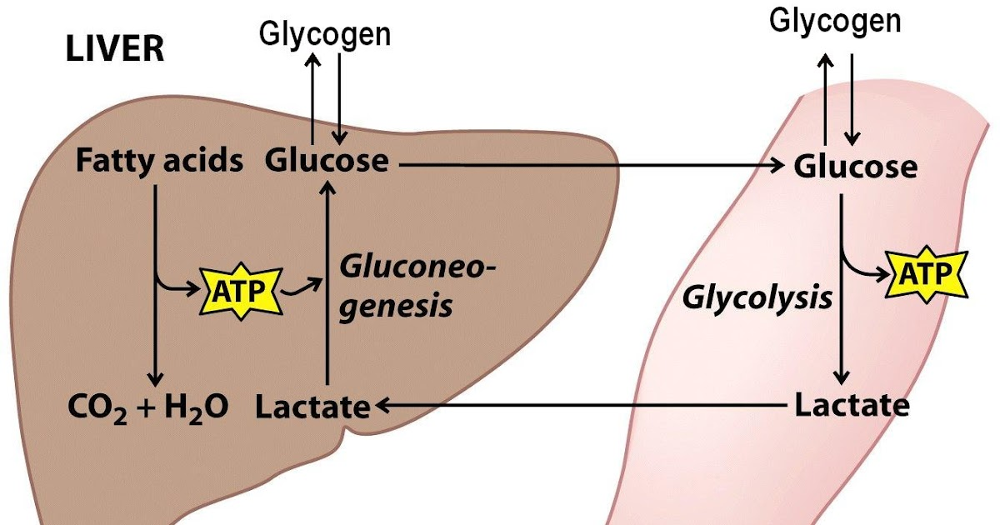 LIVER
Glycogen
Glycogen
Fatty acids
Glucose
Glucose
ATP
Gluconeo-
genesis
Glycolysis
ATP
CO₂ + H₂O
Lactate
Lactate